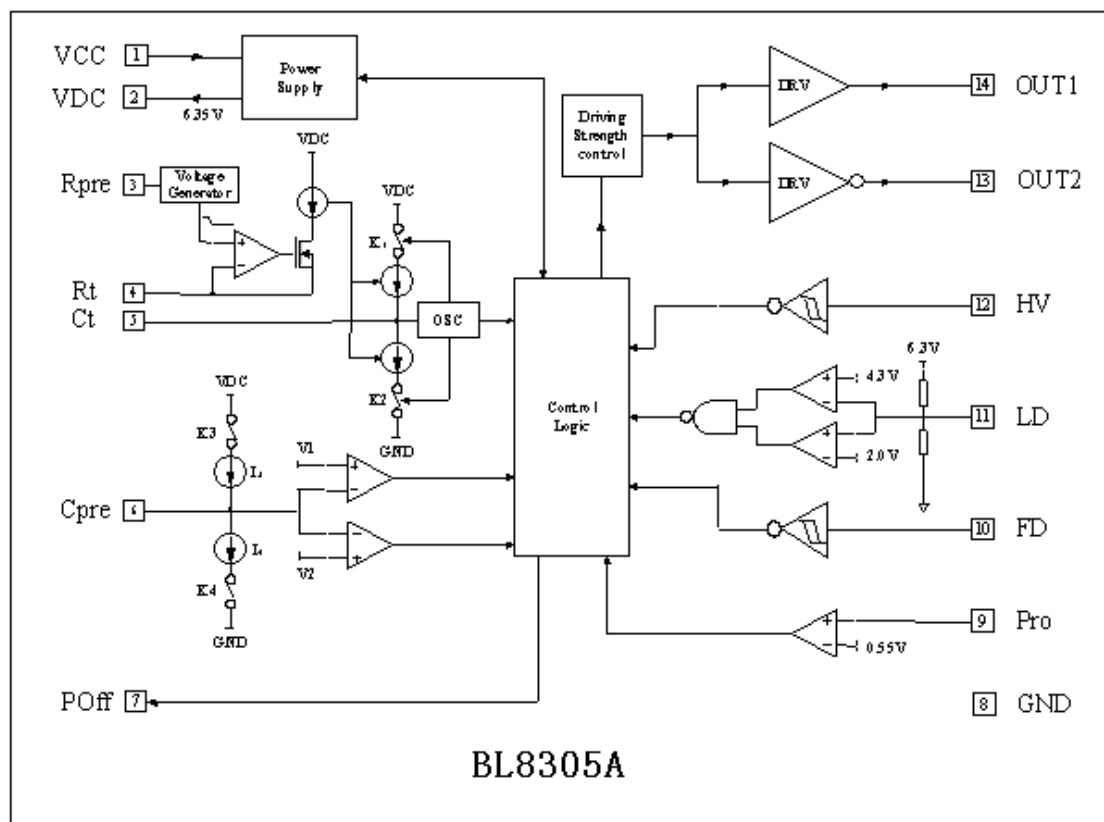 VCC 1
VDC 2
6.35V
Power
Supply
VDC
Rpre 3
Voltage
Generator
+
−
VDC
K1
Rt 4
Ct 5
OSC
K2
GND
VDC
K3
V1
+
−
Cpre 6
−
+
V2
K4
GND
POff 7
Control
Logic
Driving
Strength
control
DRV
14 OUT1
DRV
13 OUT2
12 HV
6.3V
+
4.3V
−
11 LD
+
−
2.0V
10 FD
+
9 Pro
−
0.55V
8 GND
BL8305A